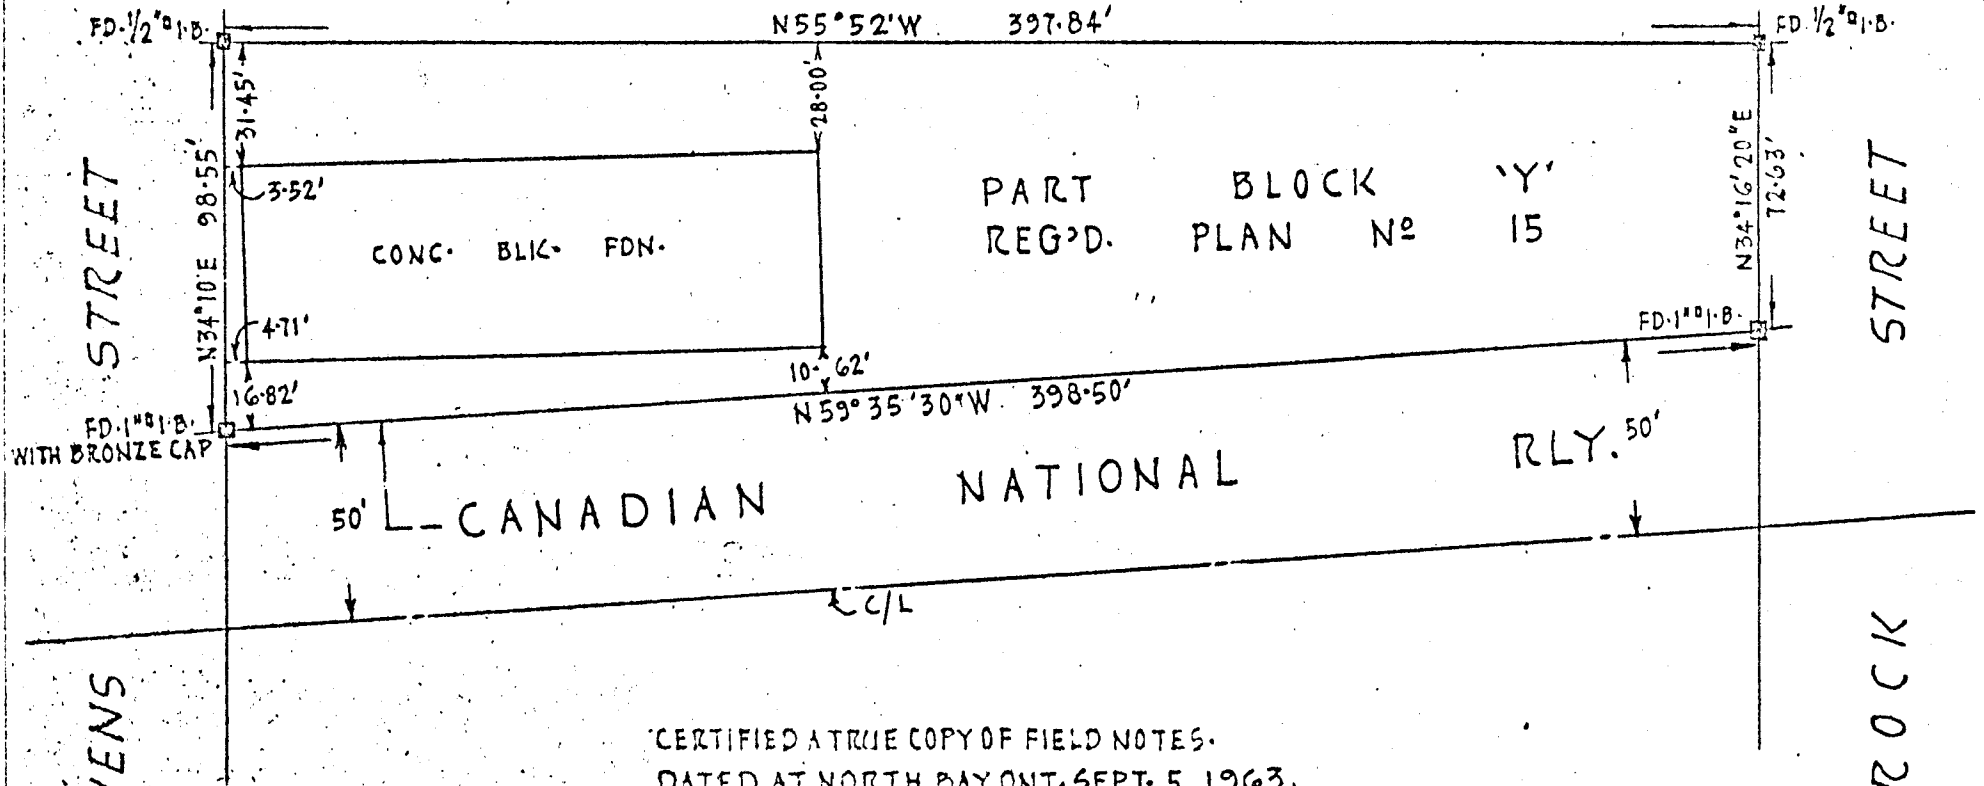 FD. 1/2"□ I.B.
N55°52'W 397.84'
FD. 1/2"□ I.B.
31.45'
28.00'
N34°10'E 98.55'
3.52'
STREET
CONC. BLK. FDN.
PART BLOCK 'Y'
REG'D. PLAN Nº 15
N34°16'20"E
72.63'
STREET
4.71'
FD. 1"□ I.B.
16.82'
10.62'
N59°35'30"W. 398.50'
FD. 1"□ I.B.
WITH BRONZE CAP
50'
CANADIAN NATIONAL RLY.
50'
C/L
VENS
ROCK
CERTIFIED A TRUE COPY OF FIELD NOTES.
DATED AT NORTH BAY ONT. SEPT. 5, 1963.